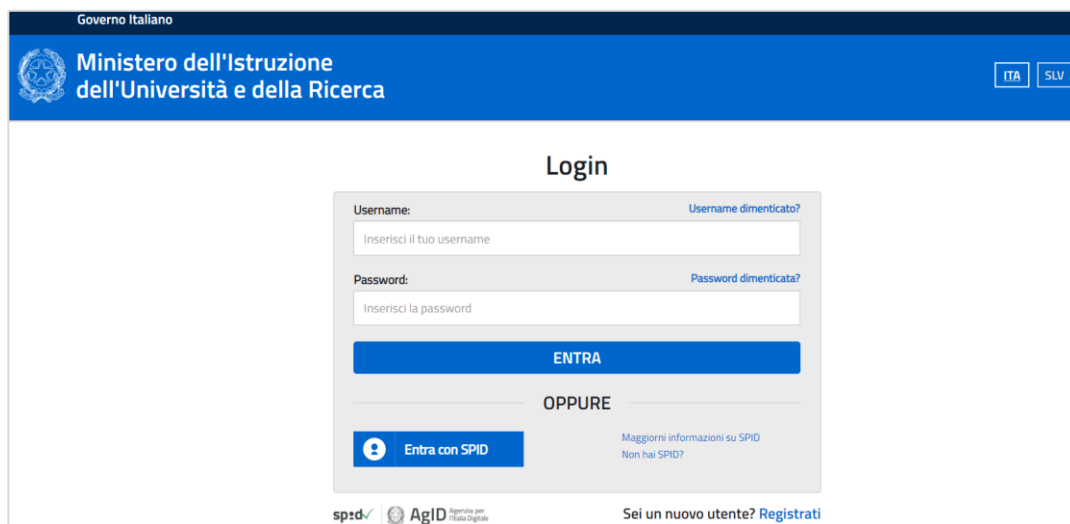 Governo Italiano
Ministero dell'Istruzione
dell'Università e della Ricerca
ITA SLV
Login
Username: Username dimenticato?
Inserisci il tuo username
Password: Password dimenticata?
Inserisci la password
ENTRA
OPPURE
Entra con SPID
Maggiorni informazioni su SPID
Non hai SPID?
sp:d AgID Agenzia per l'Italia Digitale
Sei un nuovo utente? Registrati